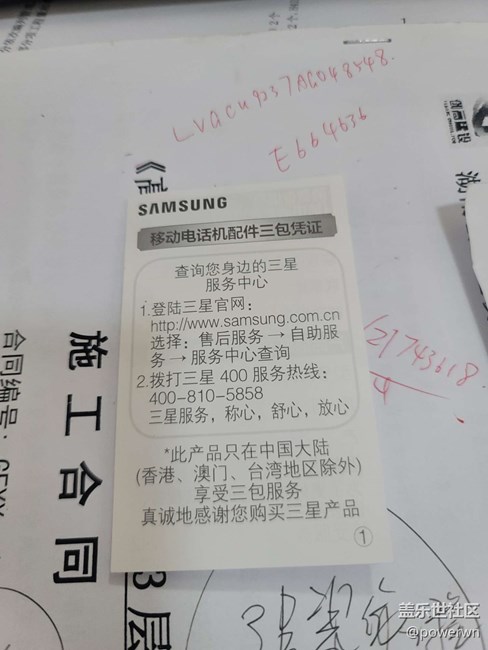 LVACU9337AG048548.
E664636
SAMSUNG
移动电话机配件三包凭证
查询您身边的三星
服务中心
1.登陆三星官网：
http://www.samsung.com.cn
选择：售后服务 → 自助服
务 → 服务中心查询
2.拨打三星 400 服务热线：
400-810-5858
三星服务，称心，舒心，放心
*此产品只在中国大陆
(香港、澳门、台湾地区除外)
享受三包服务
真诚地感谢您购买三星产品
1
施工合同
合同编号：
3层
743618
4
盖乐世社区
@powerwn